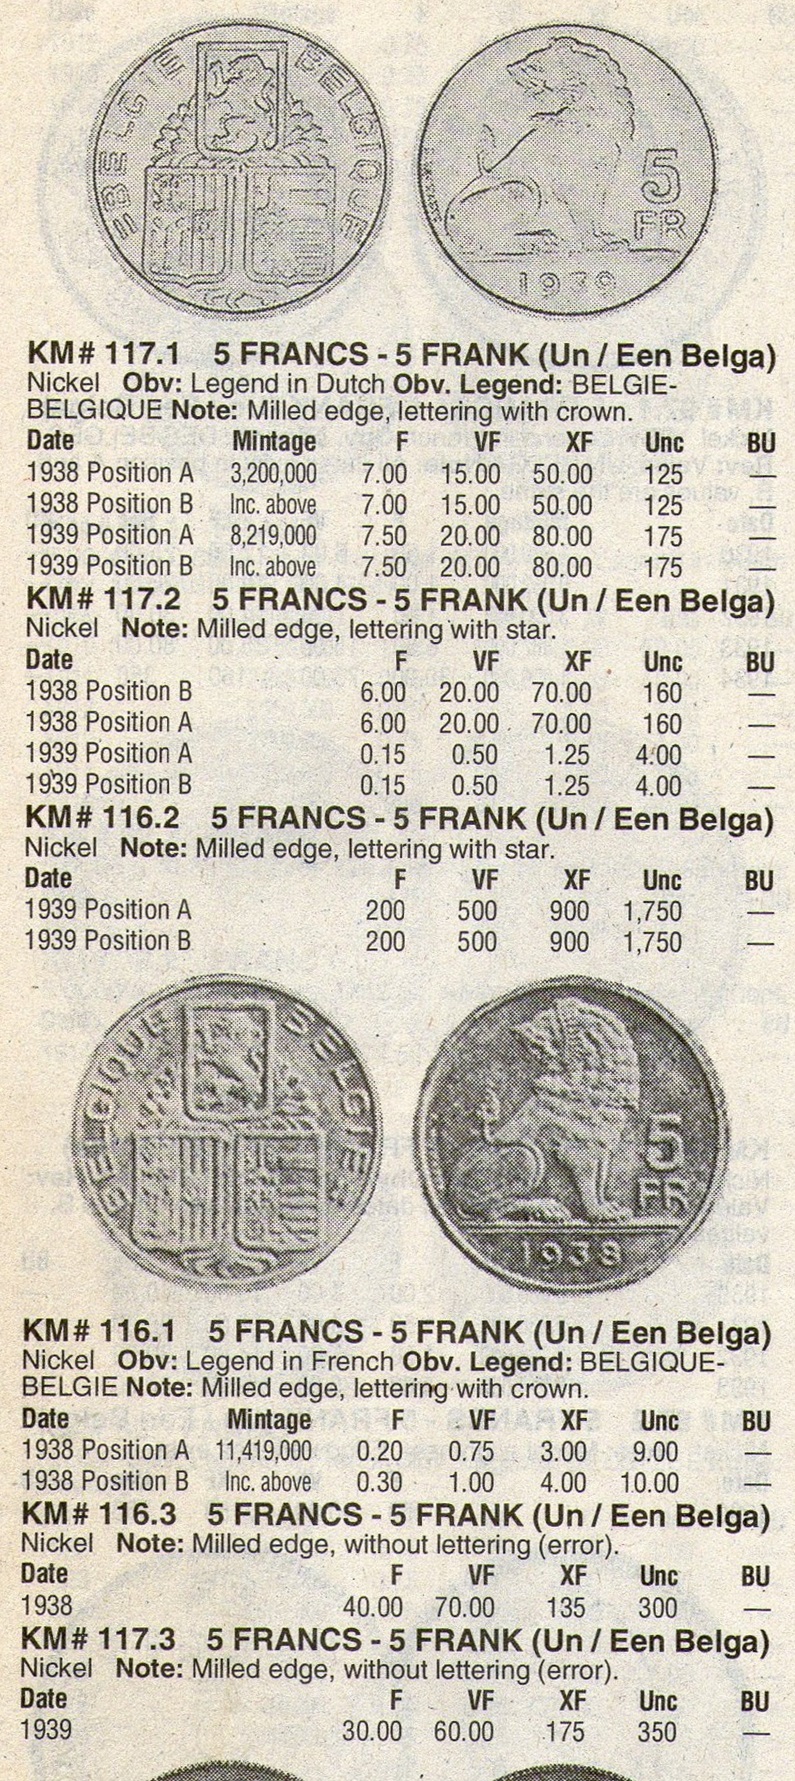 BELGIE BELGIQUE
5
FR
1939
KM# 117.1 5 FRANCS - 5 FRANK (Un / Een Belga)
Nickel Obv: Legend in Dutch Obv. Legend: BELGIE-
BELGIQUE Note: Milled edge, lettering with crown.
Date Mintage F VF XF Unc BU
1938 Position A 3,200,000 7.00 15.00 50.00 125 —
1938 Position B Inc. above 7.00 15.00 50.00 125 —
1939 Position A 8,219,000 7.50 20.00 80.00 175 —
1939 Position B Inc. above 7.50 20.00 80.00 175 —
KM# 117.2 5 FRANCS - 5 FRANK (Un / Een Belga)
Nickel Note: Milled edge, lettering with star.
Date F VF XF Unc BU
1938 Position B 6.00 20.00 70.00 160 —
1938 Position A 6.00 20.00 70.00 160 —
1939 Position A 0.15 0.50 1.25 4.00 —
1939 Position B 0.15 0.50 1.25 4.00 —
KM# 116.2 5 FRANCS - 5 FRANK (Un / Een Belga)
Nickel Note: Milled edge, lettering with star.
Date F VF XF Unc BU
1939 Position A 200 500 900 1,750 —
1939 Position B 200 500 900 1,750 —
BELGIQUE BELGIE
5
FR
1938
KM# 116.1 5 FRANCS - 5 FRANK (Un / Een Belga)
Nickel Obv: Legend in French Obv. Legend: BELGIQUE-
BELGIE Note: Milled edge, lettering with crown.
Date Mintage F VF XF Unc BU
1938 Position A 11,419,000 0.20 0.75 3.00 9.00 —
1938 Position B Inc. above 0.30 1.00 4.00 10.00 —
KM# 116.3 5 FRANCS - 5 FRANK (Un / Een Belga)
Nickel Note: Milled edge, without lettering (error).
Date F VF XF Unc BU
1938 40.00 70.00 135 300 —
KM# 117.3 5 FRANCS - 5 FRANK (Un / Een Belga)
Nickel Note: Milled edge, without lettering (error).
Date F VF XF Unc BU
1939 30.00 60.00 175 350 —